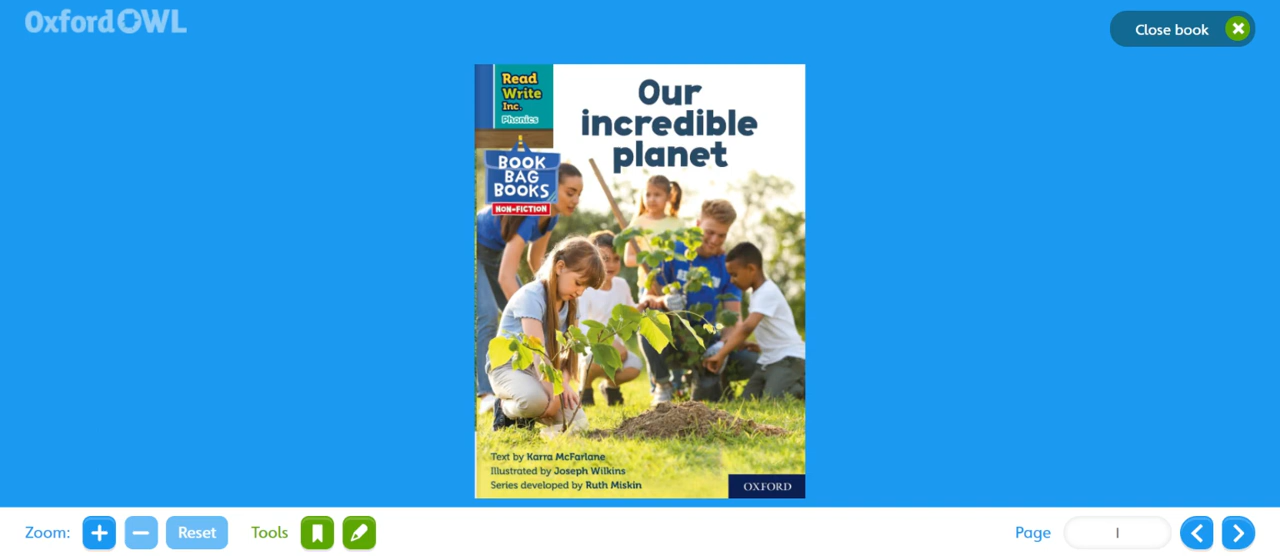 Oxford OWL
Close book
Read
Write
Inc.
Phonics
Our
incredible
planet
BOOK
BAG
BOOKS
NON-FICTION
Text by Karra McFarlane
Illustrated by Joseph Wilkins
Series developed by Ruth Miskin
OXFORD
Zoom: + − Reset Tools Page 1